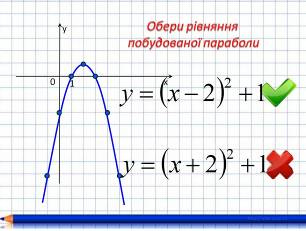 Обери рівняння
побудованої параболи
y
x
0
1
y = (x − 2)² + 1
y = (x + 2)² + 1